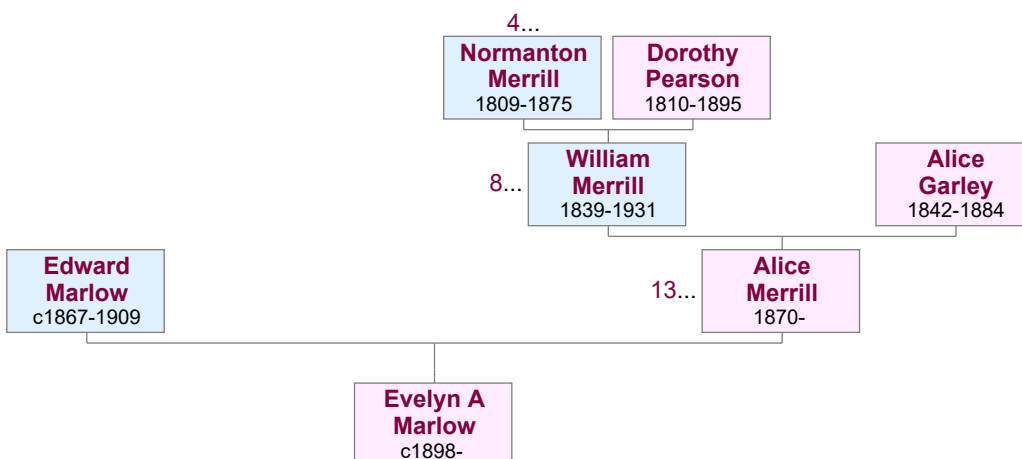 4...
Normanton
Merrill
1809-1875
Dorothy
Pearson
1810-1895
8...
William
Merrill
1839-1931
Alice
Garley
1842-1884
Edward
Marlow
c1867-1909
13...
Alice
Merrill
1870-
Evelyn A
Marlow
c1898-